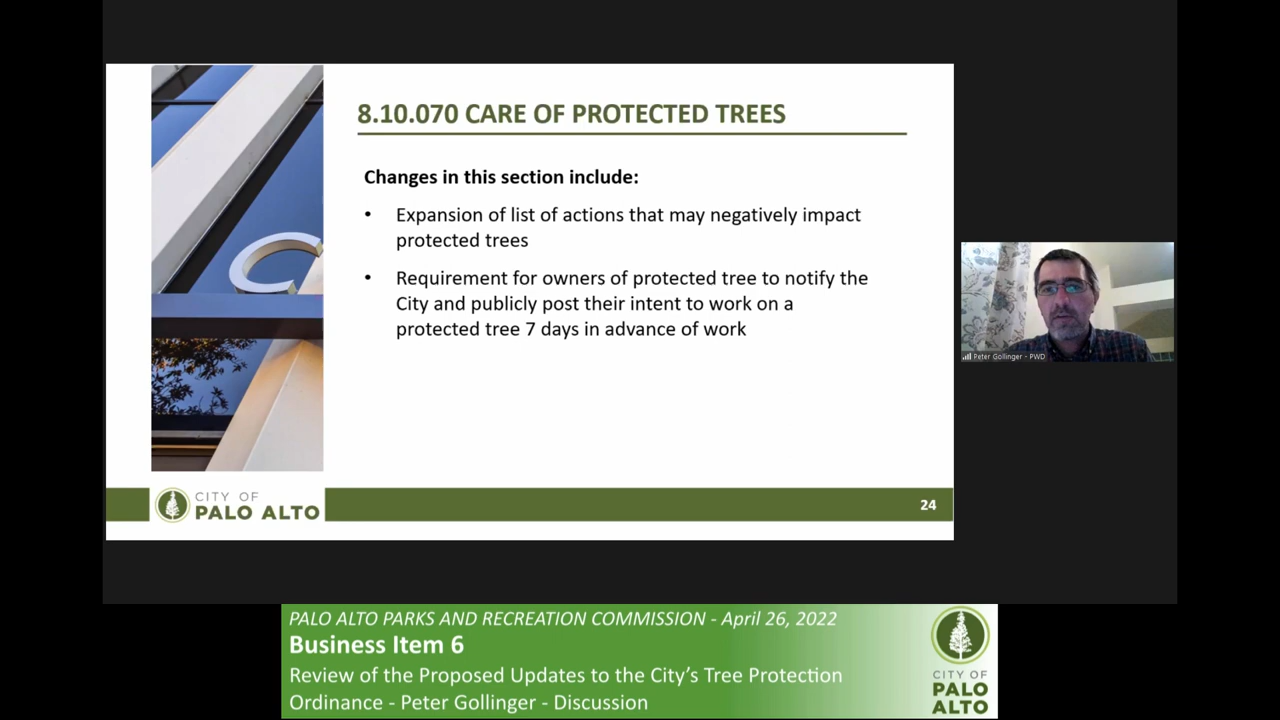 8.10.070 CARE OF PROTECTED TREES
Changes in this section include:
• Expansion of list of actions that may negatively impact
protected trees
• Requirement for owners of protected tree to notify the
City and publicly post their intent to work on a
protected tree 7 days in advance of work
C
CITY OF
PALO ALTO
24
Peter Gollinger - PWD
PALO ALTO PARKS AND RECREATION COMMISSION - April 26, 2022
Business Item 6
Review of the Proposed Updates to the City's Tree Protection
Ordinance - Peter Gollinger - Discussion
CITY OF
PALO
ALTO